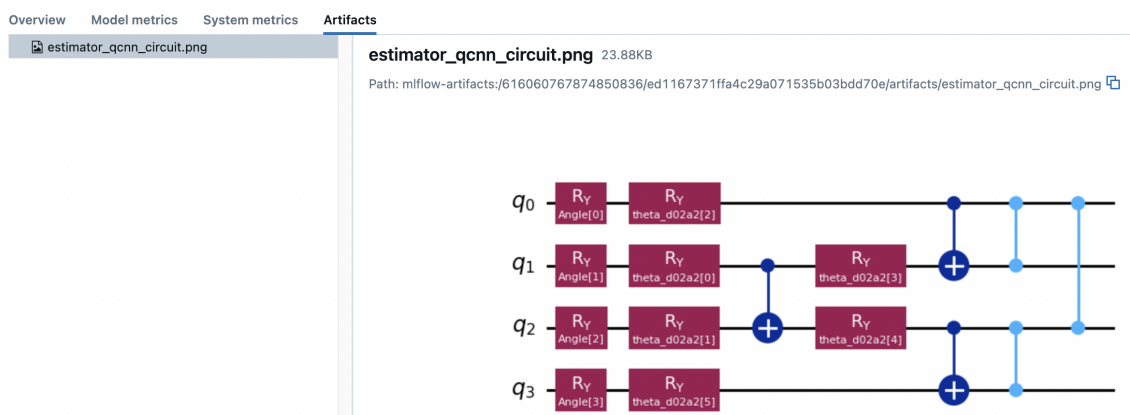 Overview Model metrics System metrics Artifacts
estimator_qcnn_circuit.png
estimator_qcnn_circuit.png 23.88KB
Path: mlflow-artifacts:/616060767874850836/ed1167371ffa4c29a071535b03bdd70e/artifacts/estimator_qcnn_circuit.png
q0 RY Angle[0] RY theta_d02a2[2]
q1 RY Angle[1] RY theta_d02a2[0] RY theta_d02a2[3]
q2 RY Angle[2] RY theta_d02a2[1] RY theta_d02a2[4]
q3 RY Angle[3] RY theta_d02a2[5]